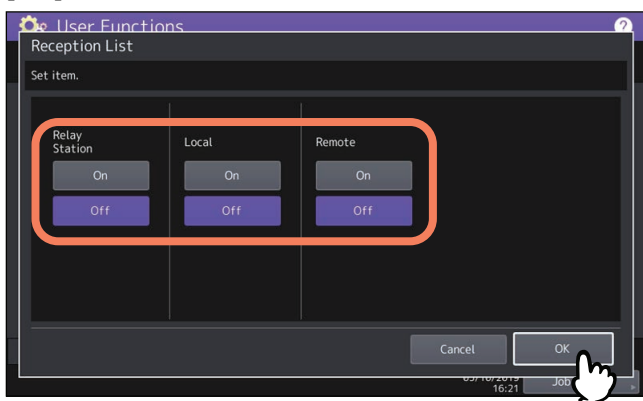 User Functions
?
Reception List
Set item.
Relay
Station
Local
Remote
On
On
On
Off
Off
Off
Cancel
OK
16:21
Job